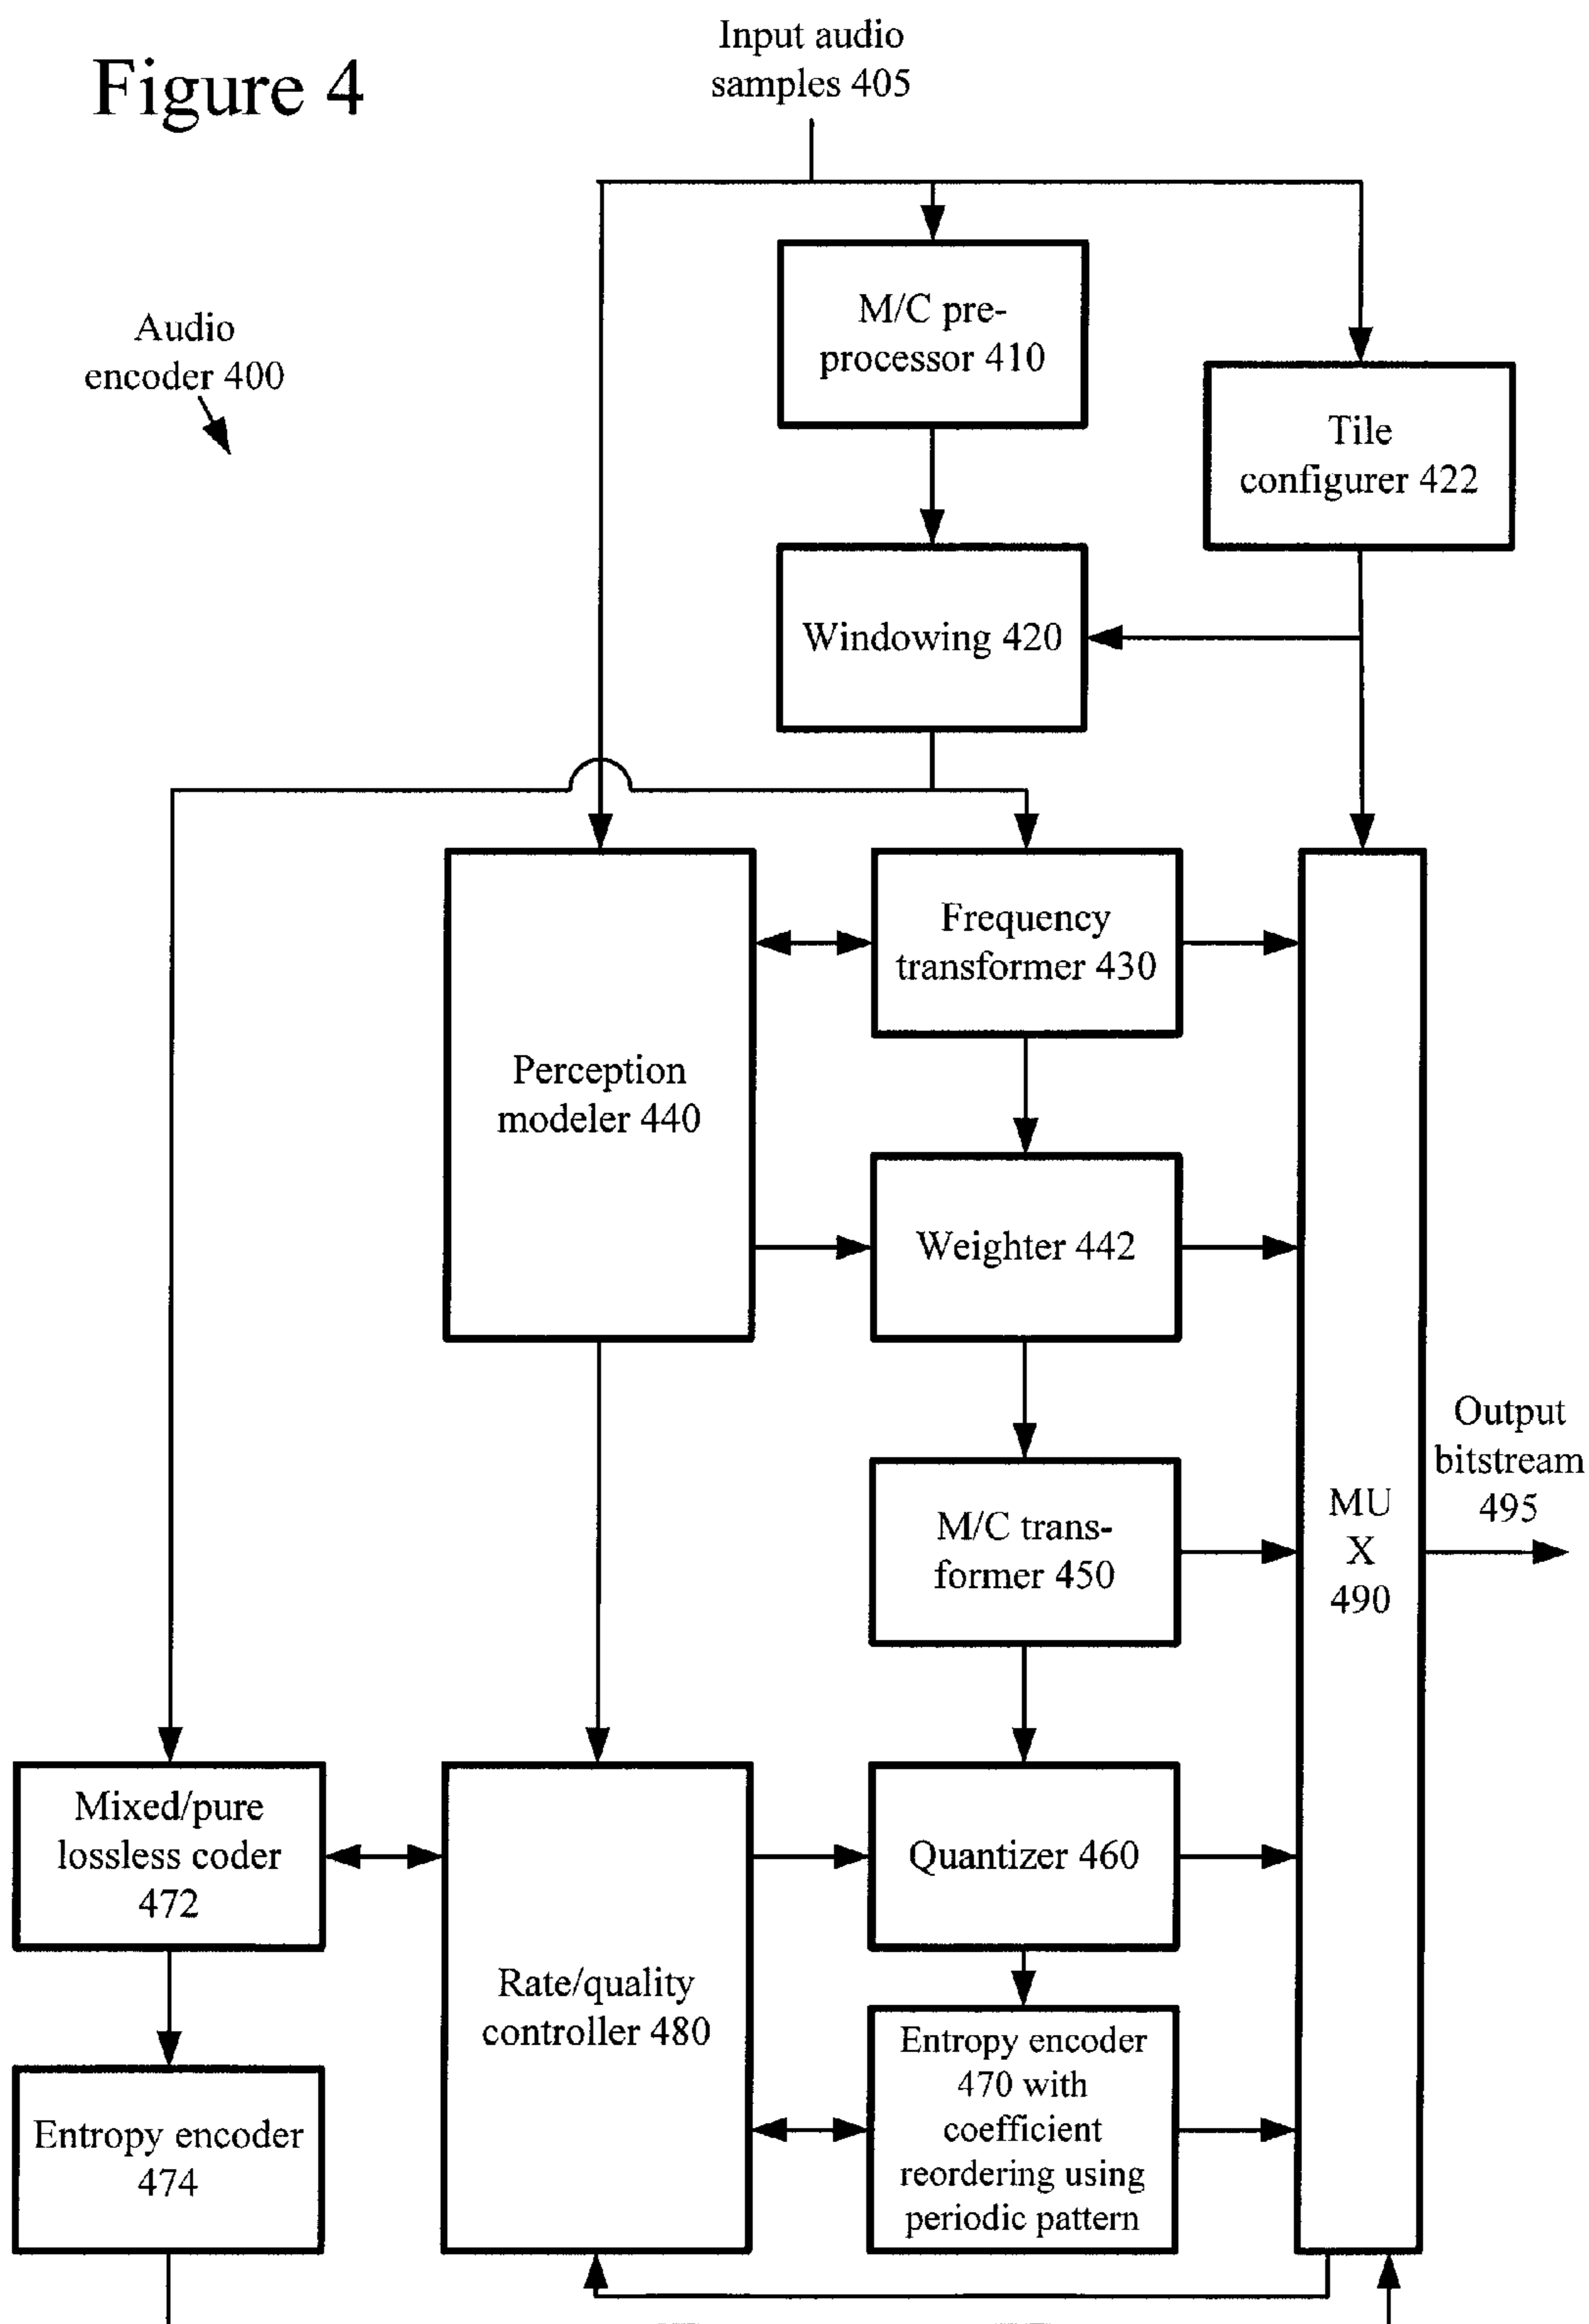 Figure 4
Input audio
samples 405
Audio
encoder 400
M/C pre-
processor 410
Tile
configurer 422
Windowing 420
Perception
modeler 440
Frequency
transformer 430
Weighter 442
M/C trans-
former 450
MU
X
490
Output
bitstream
495
Mixed/pure
lossless coder
472
Rate/quality
controller 480
Quantizer 460
Entropy encoder
474
Entropy encoder
470 with
coefficient
reordering using
periodic pattern